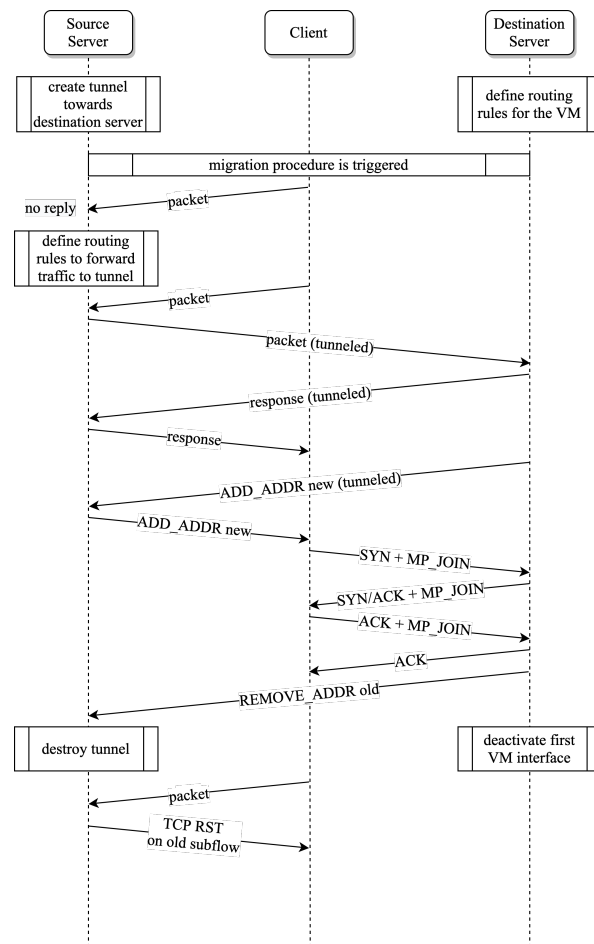 Source
Server
Client
Destination
Server
create tunnel
towards
destination server
define routing
rules for the VM
migration procedure is triggered
packet
no reply
define routing
rules to forward
traffic to tunnel
packet
packet (tunneled)
response (tunneled)
response
ADD_ADDR new (tunneled)
ADD_ADDR new
SYN + MP_JOIN
SYN/ACK + MP_JOIN
ACK + MP_JOIN
ACK
REMOVE_ADDR old
destroy tunnel
deactivate first
VM interface
packet
TCP RST
on old subflow